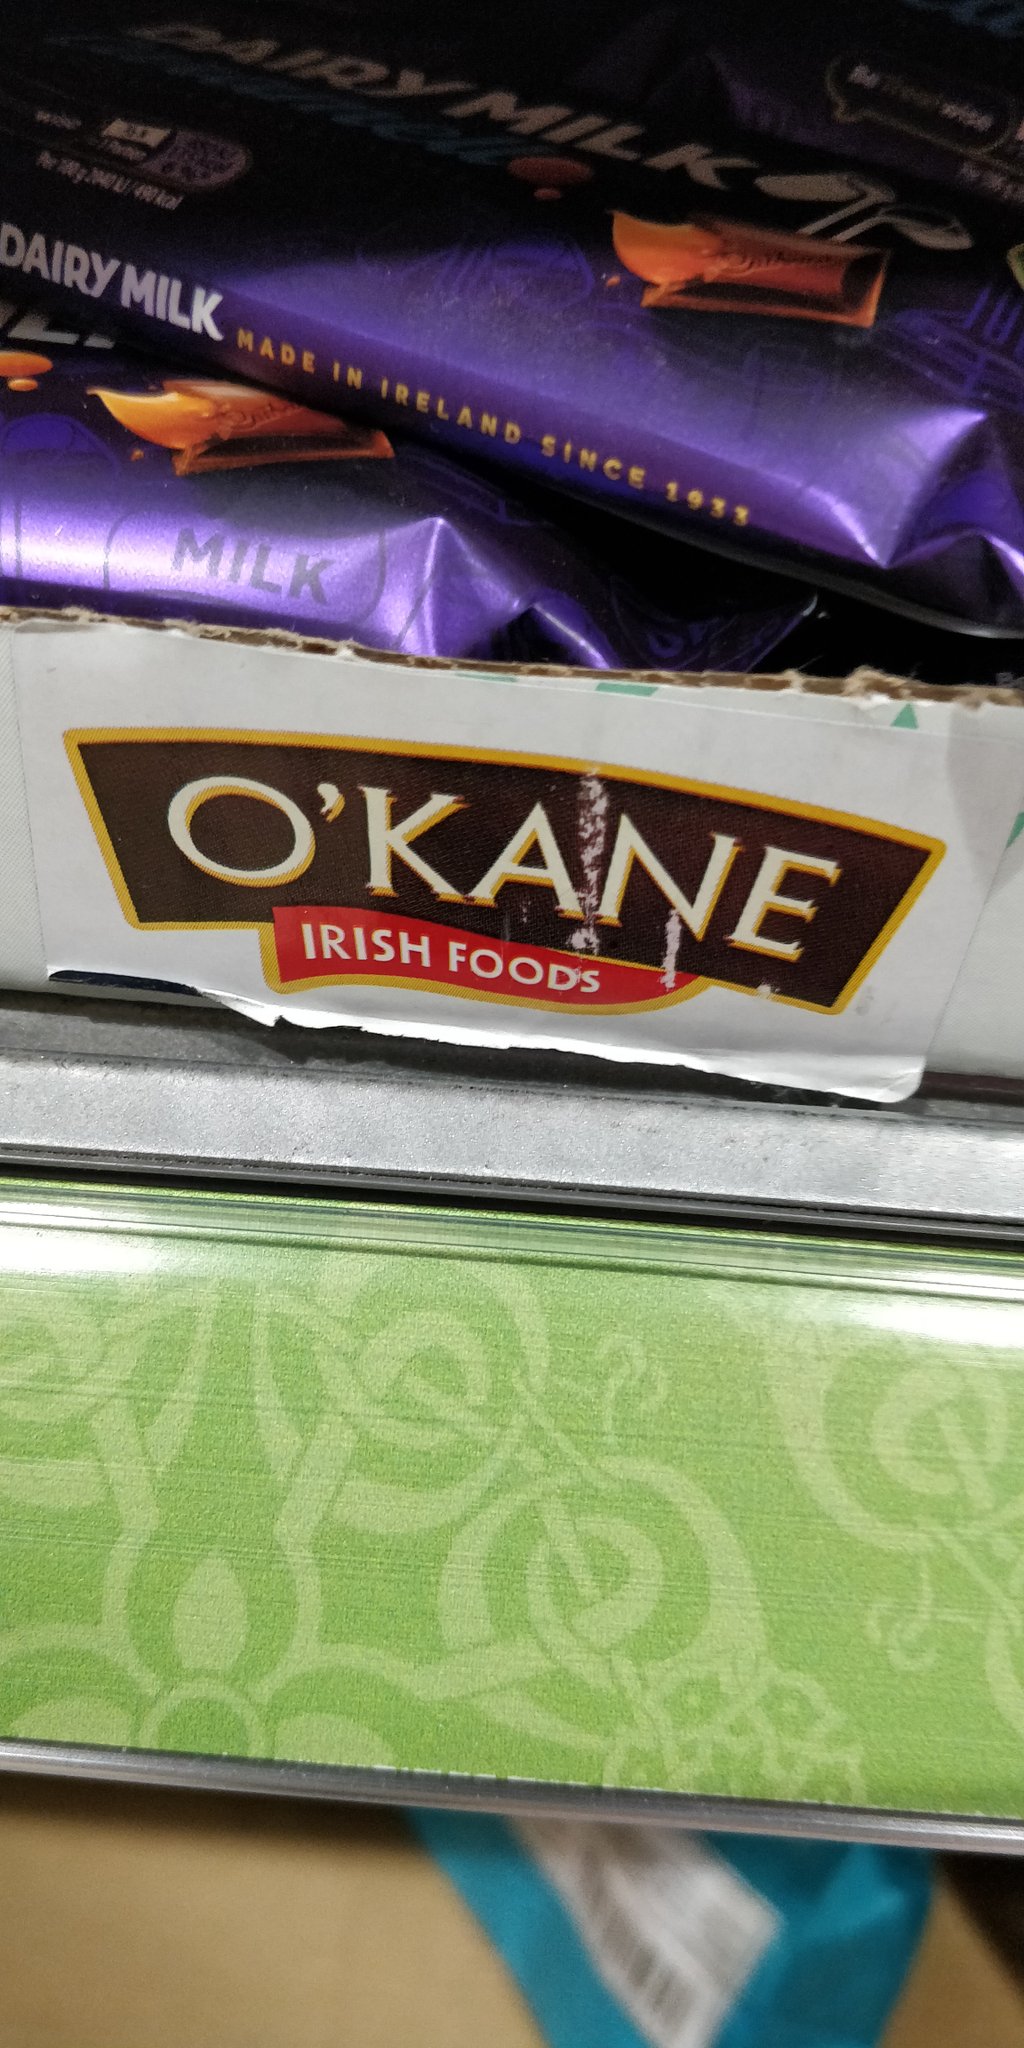 DAIRY MILK
DAIRY MILK
MADE IN IRELAND SINCE 1933
MILK
O'KANE
IRISH FOODS